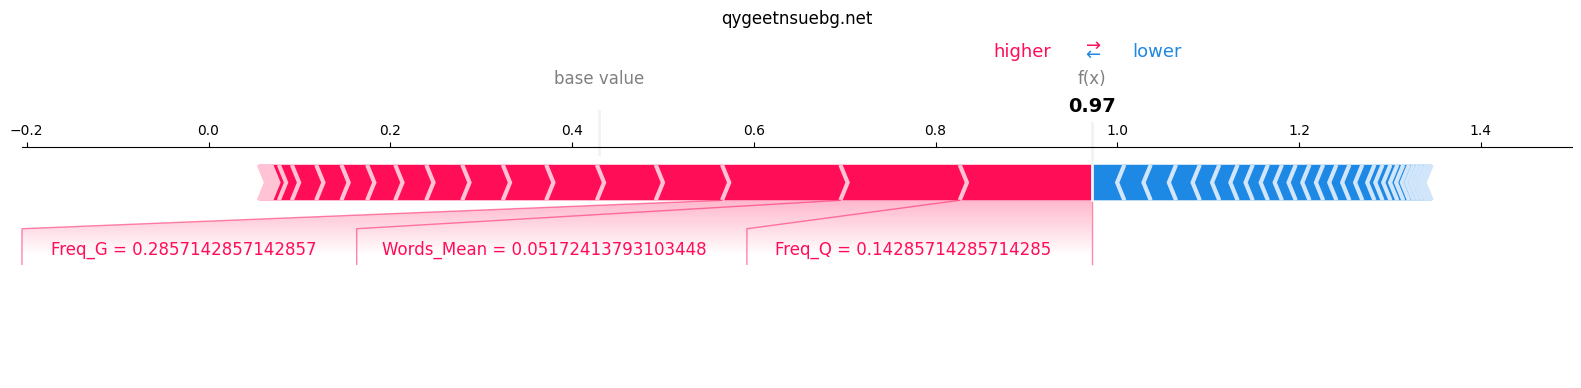 qygeetnsuebg.net
higher ⇄ lower
base value f(x)
0.97
−0.2 0.0 0.2 0.4 0.6 0.8 1.0 1.2 1.4
Freq_G = 0.2857142857142857 Words_Mean = 0.05172413793103448 Freq_Q = 0.14285714285714285